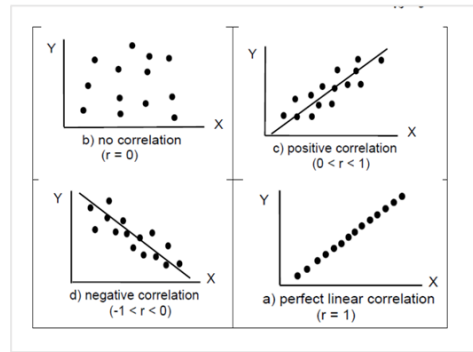 Y
X
b) no correlation
(r = 0)
Y
X
c) positive correlation
(0 < r < 1)
Y
X
d) negative correlation
(-1 < r < 0)
Y
X
a) perfect linear correlation
(r = 1)